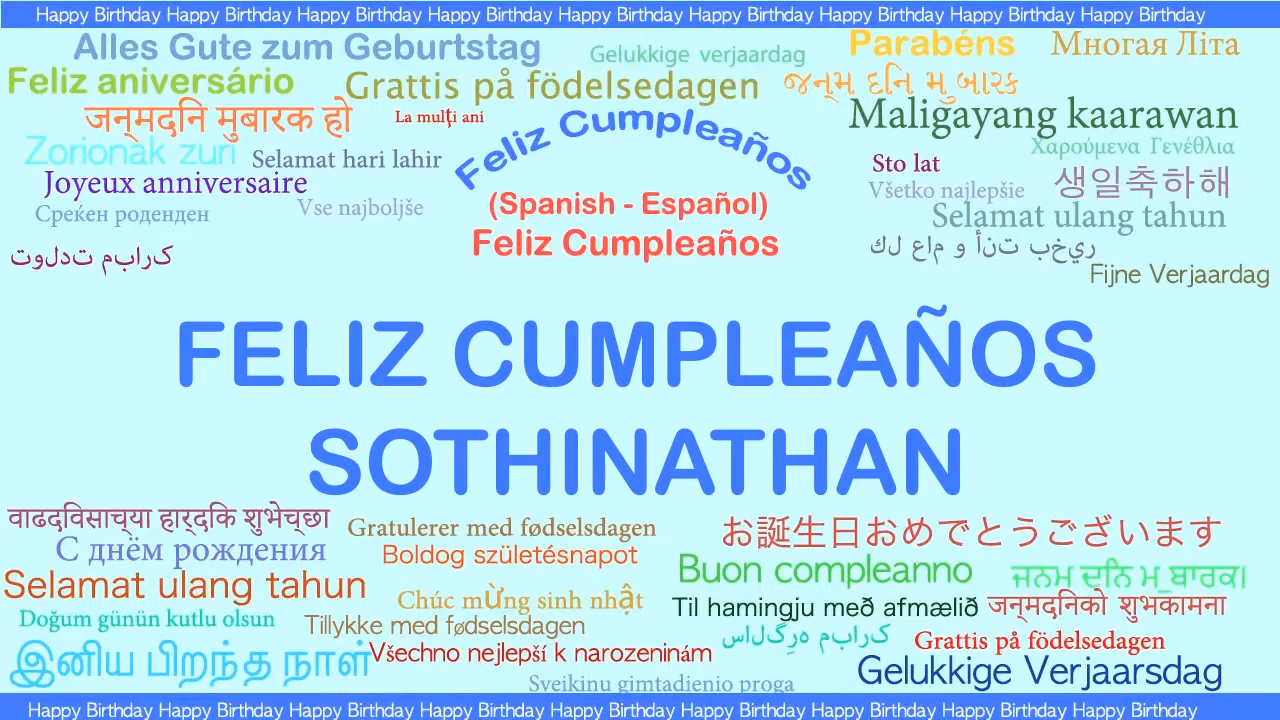 Happy Birthday Happy Birthday Happy Birthday Happy Birthday Happy Birthday Happy Birthday Happy Birthday Happy Birthday Happy Birthday
Alles Gute zum Geburtstag
Gelukkige verjaardag
Parabéns
Многая Літа
Feliz aniversário
Grattis på födelsedagen
જન્મ દિન મુબારક
जन्मदिन मुबारक हो
La mulţi ani
Feliz Cumpleaños
Maligayang kaarawan
Zorionak zuri
Selamat hari lahir
Sto lat
Χαρούμενα Γενέθλια
Joyeux anniversaire
Vse najboljše
(Spanish - Español)
Všetko najlepšie
생일축하해
Среќен роденден
Feliz Cumpleaños
Selamat ulang tahun
تولدت مبارک
كل عام و أنت بخير
Fijne Verjaardag
FELIZ CUMPLEAÑOS
SOTHINATHAN
वाढदिवसाच्या हार्दिक शुभेच्छा
Gratulerer med fødselsdagen
お誕生日おめでとうございます
С днём рождения
Boldog születésnapot
Buon compleanno
ਜਨਮ ਦਿਨ ਮੁਬਾਰਕ।
Selamat ulang tahun
Chúc mừng sinh nhật
Til hamingju með afmælið
जन्मदिनको शुभकामना
Doğum günün kutlu olsun
Tillykke med fødselsdagen
سالگرہ مبارک
Grattis på födelsedagen
இனிய பிறந்த நாள்
Všechno nejlepší k narozeninám
Gelukkige Verjaarsdag
Sveikinu gimtadienio proga
Happy Birthday Happy Birthday Happy Birthday Happy Birthday Happy Birthday Happy Birthday Happy Birthday Happy Birthday Happy Birthday